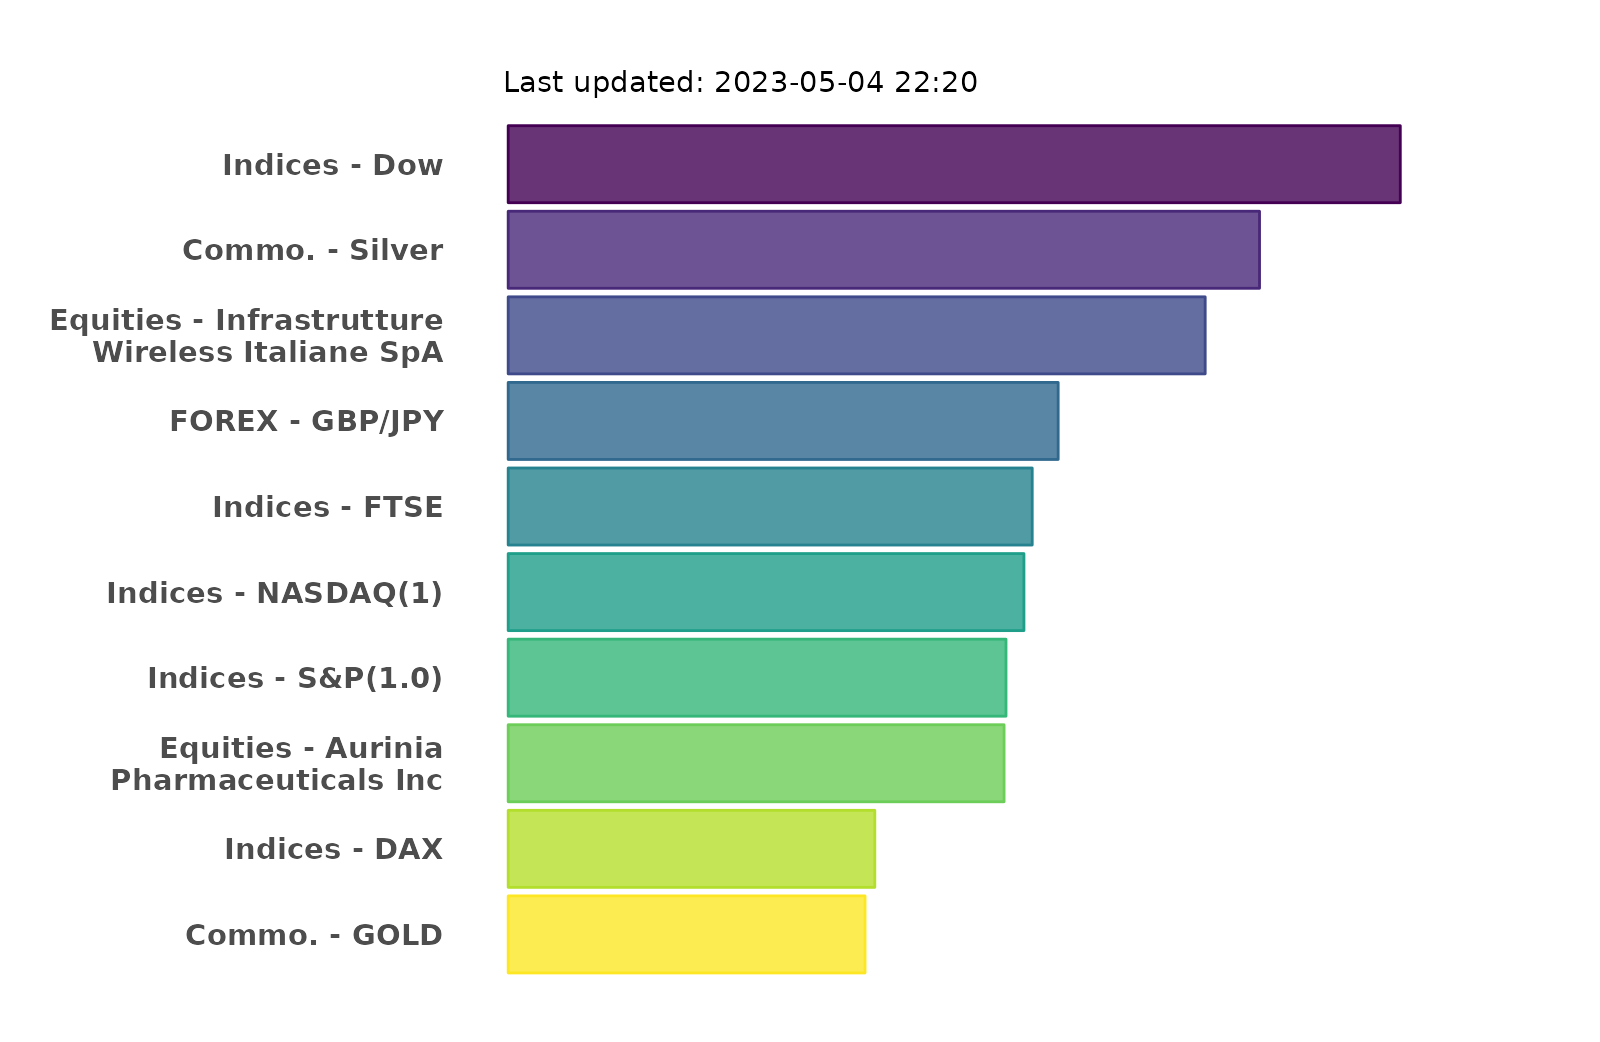 Last updated: 2023-05-04 22:20
Indices - Dow
Commo. - Silver
Equities - Infrastrutture
Wireless Italiane SpA
FOREX - GBP/JPY
Indices - FTSE
Indices - NASDAQ(1)
Indices - S&P(1.0)
Equities - Aurinia
Pharmaceuticals Inc
Indices - DAX
Commo. - GOLD